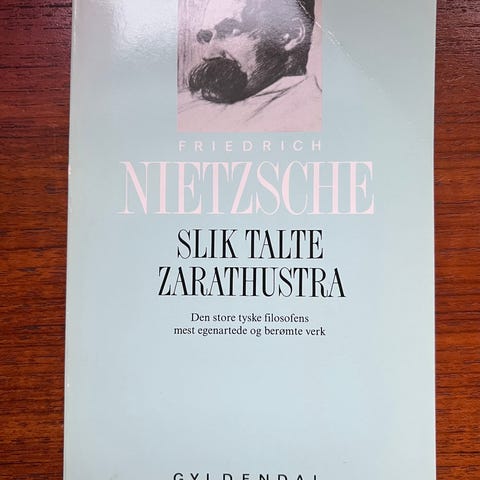 FRIEDRICH
NIETZSCHE
SLIK TALTE
ZARATHUSTRA
Den store tyske filosofens
mest egenartede og berømte verk
GYLDENDAL